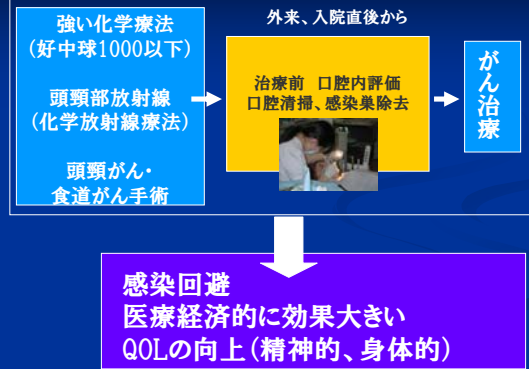 強い化学療法
(好中球1000以下)
頭頸部放射線
(化学放射線療法)
頭頸がん・
食道がん手術
外来、入院直後から
治療前 口腔内評価
口腔清掃、感染巣除去
がん治療
感染回避
医療経済的に効果大きい
QOLの向上(精神的、身体的)